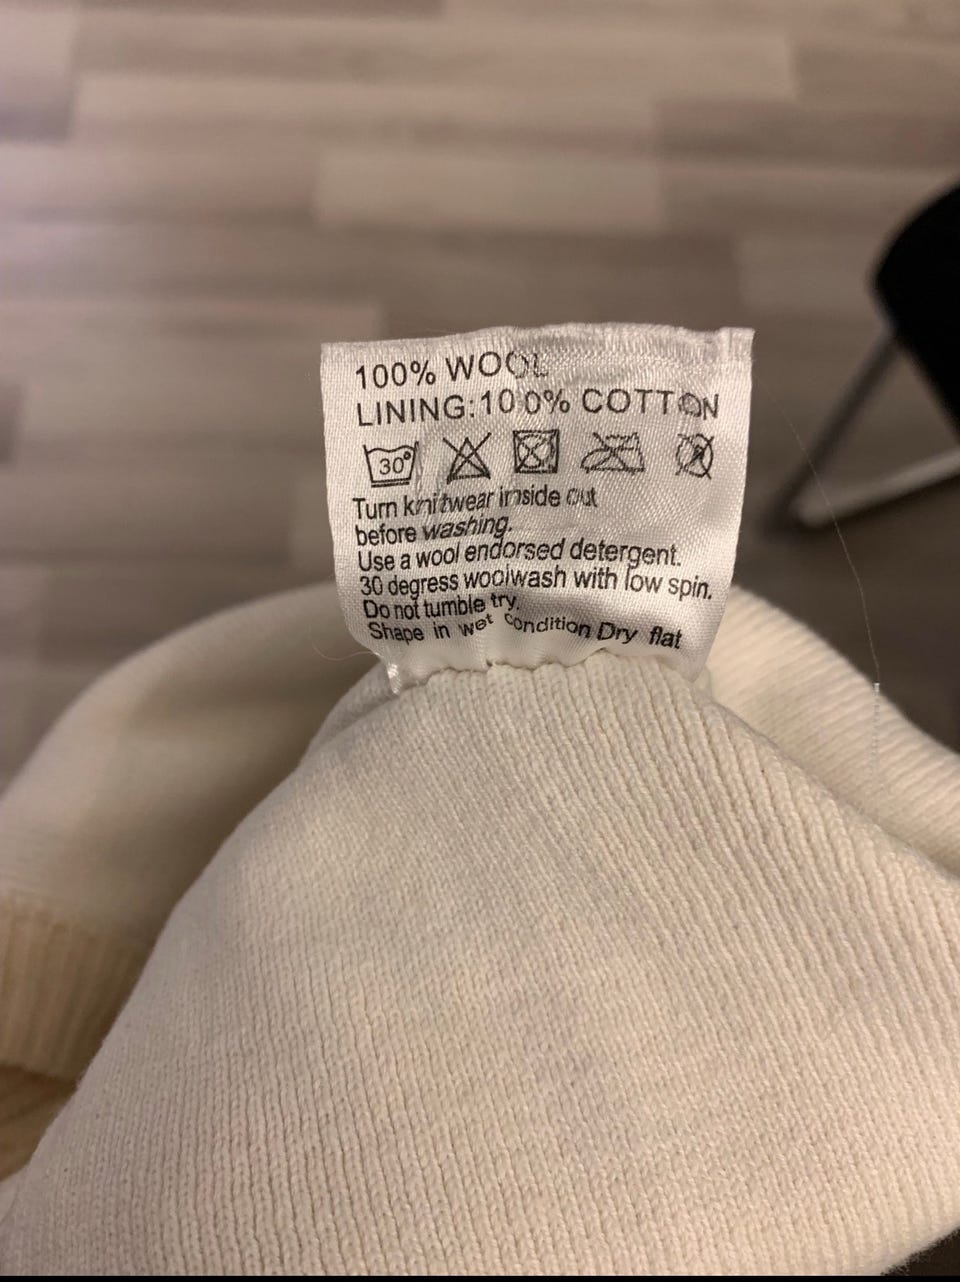 100% WOOL
LINING:100% COTTON
30°
Turn knitwear inside out
before washing.
Use a wool endorsed detergent.
30 degress woolwash with low spin.
Do not tumble try.
Shape in wet condition Dry flat